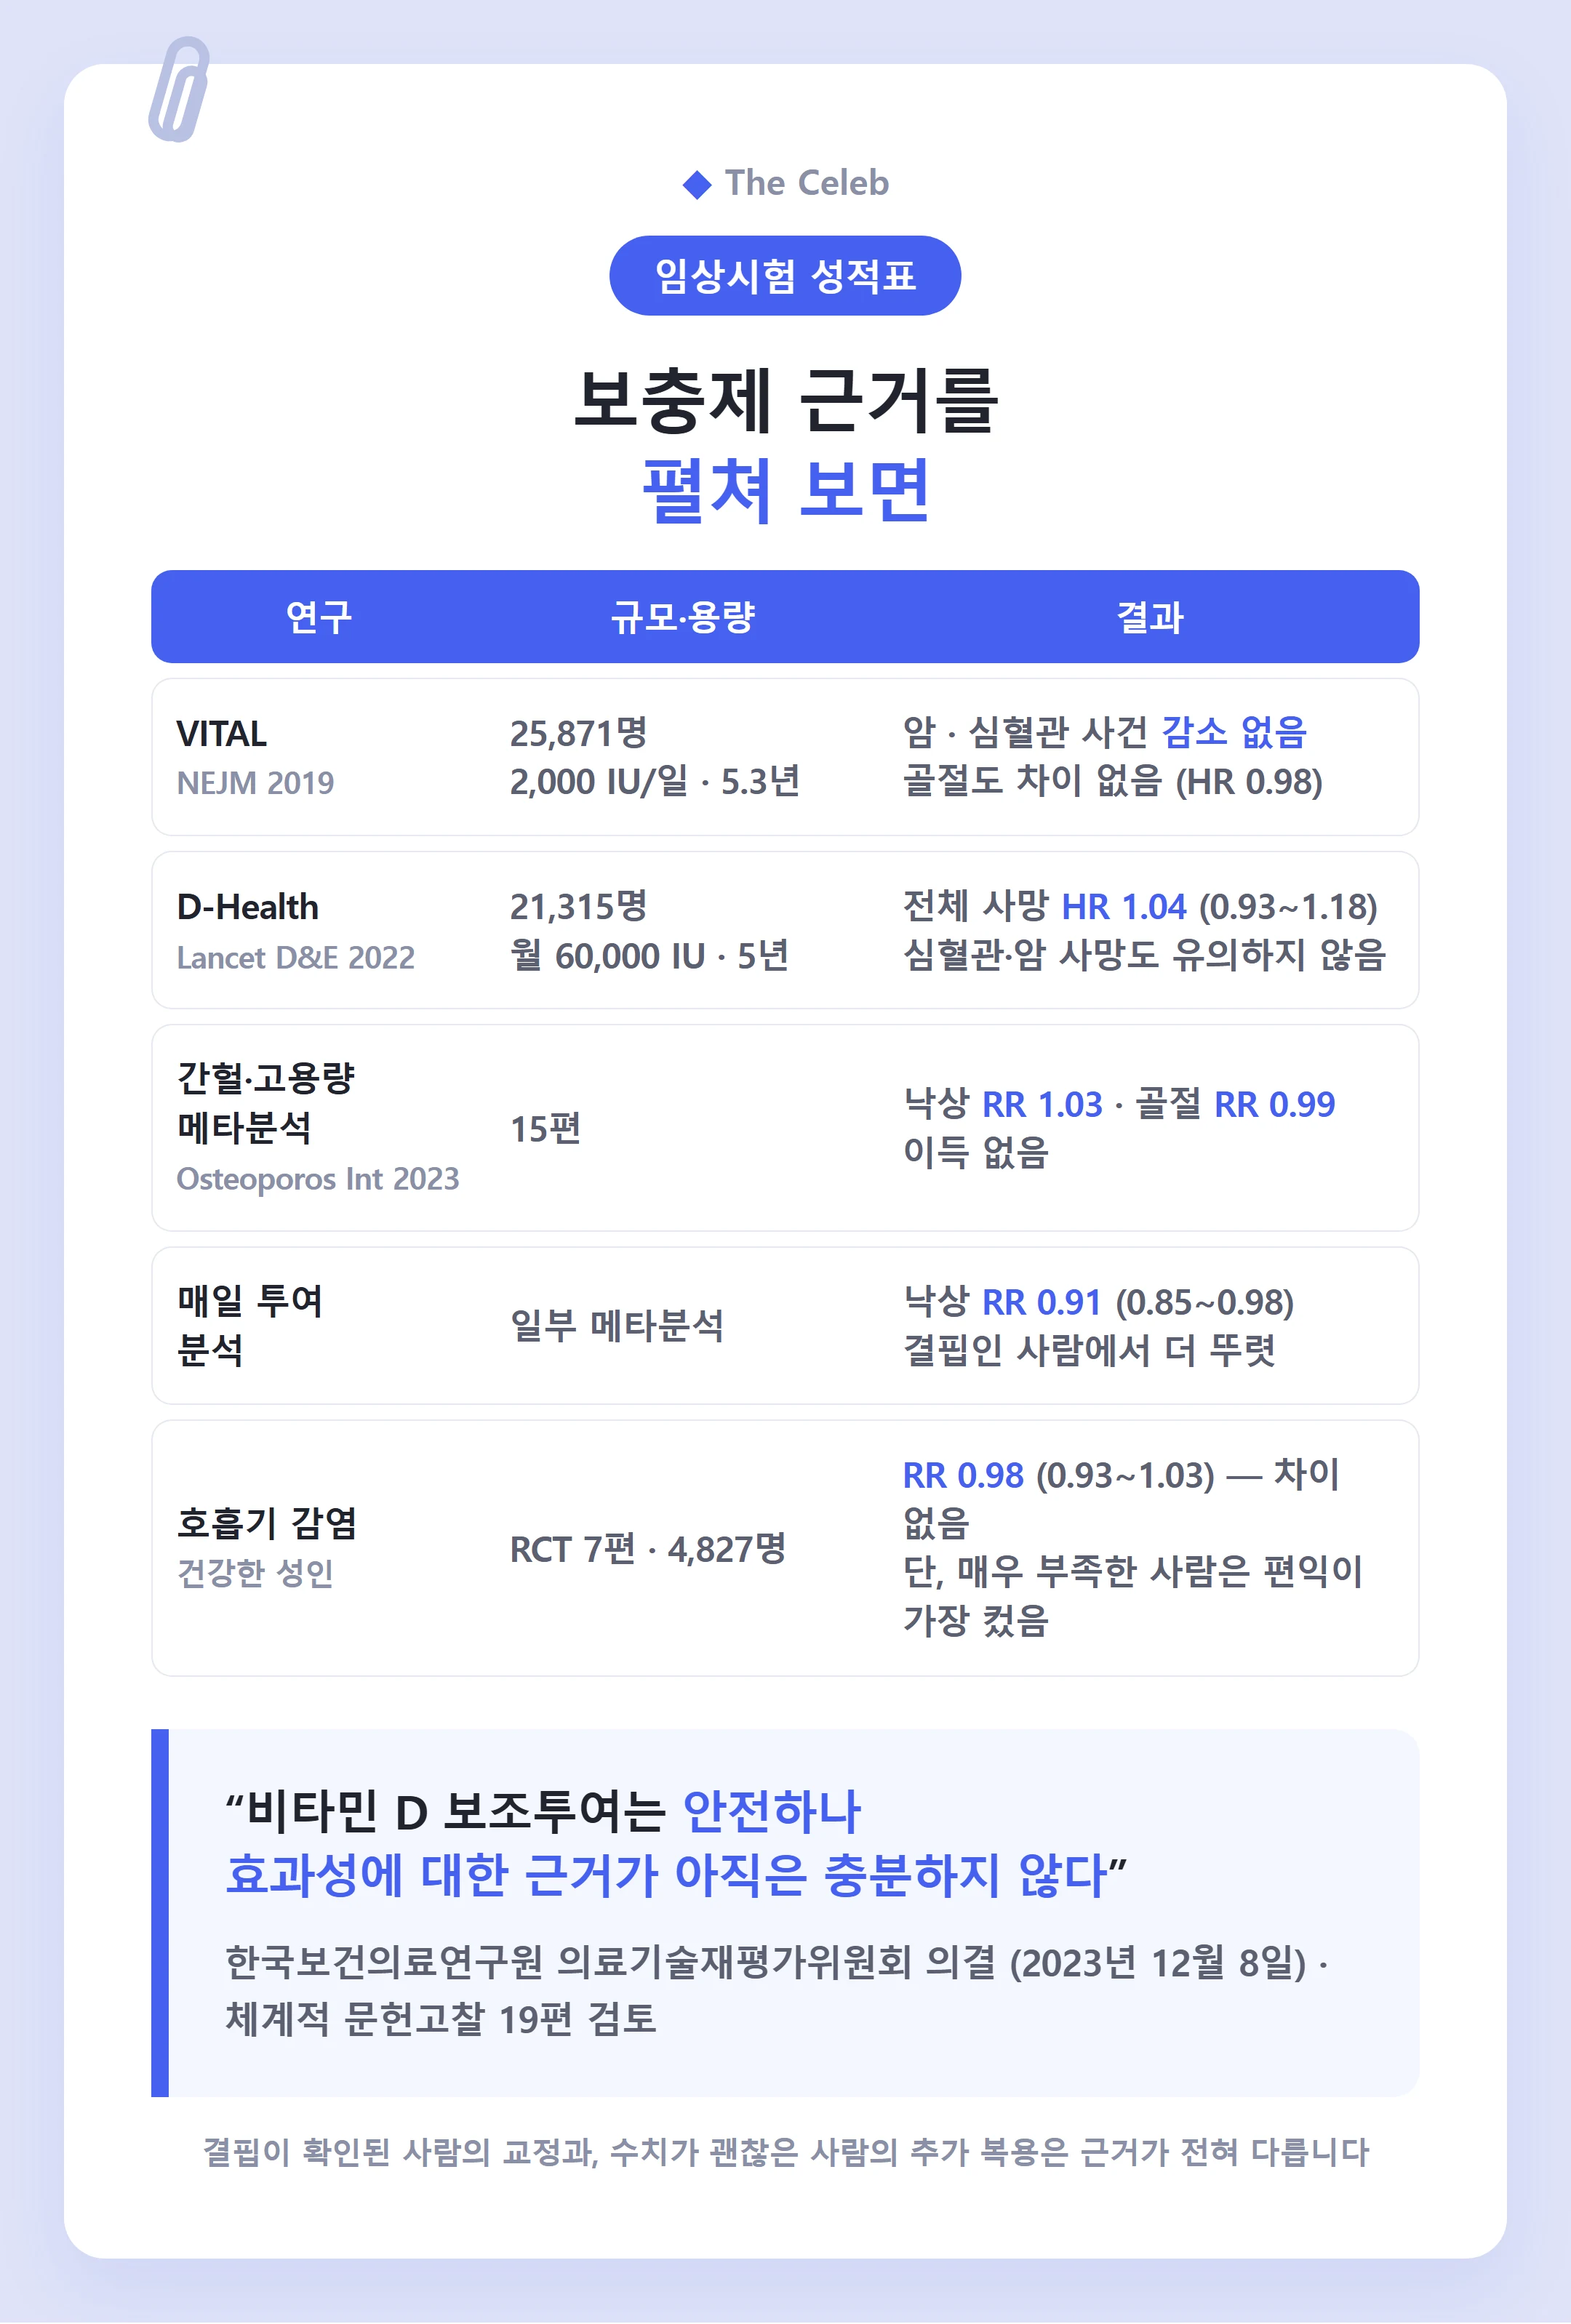 The Celeb
임상시험 성적표
보충제 근거를
펼쳐 보면
연구 규모·용량 결과
VITAL
NEJM 2019
25,871명
2,000 IU/일 · 5.3년
암 · 심혈관 사건 감소 없음
골절도 차이 없음 (HR 0.98)
D-Health
Lancet D&E 2022
21,315명
월 60,000 IU · 5년
전체 사망 HR 1.04 (0.93~1.18)
심혈관·암 사망도 유의하지 않음
간헐·고용량
메타분석
Osteoporos Int 2023
15편
낙상 RR 1.03 · 골절 RR 0.99
이득 없음
매일 투여
분석
일부 메타분석
낙상 RR 0.91 (0.85~0.98)
결핍인 사람에서 더 뚜렷
호흡기 감염
건강한 성인
RCT 7편 · 4,827명
RR 0.98 (0.93~1.03) — 차이
없음
단, 매우 부족한 사람은 편익이
가장 컸음
“비타민 D 보조투여는 안전하나
효과성에 대한 근거가 아직은 충분하지 않다”
한국보건의료연구원 의료기술재평가위원회 의결 (2023년 12월 8일) ·
체계적 문헌고찰 19편 검토
결핍이 확인된 사람의 교정과, 수치가 괜찮은 사람의 추가 복용은 근거가 전혀 다릅니다